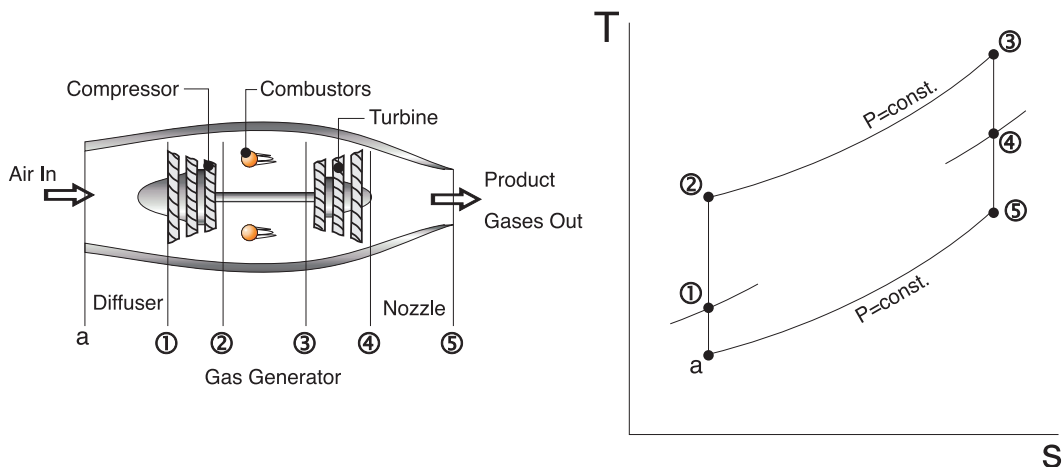 Compressor
Combustors
Turbine
Air In
Product
Gases Out
Diffuser
Nozzle
a
①
②
③
④
⑤
Gas Generator
T
③
P=const.
④
②
⑤
①
P=const.
a
s